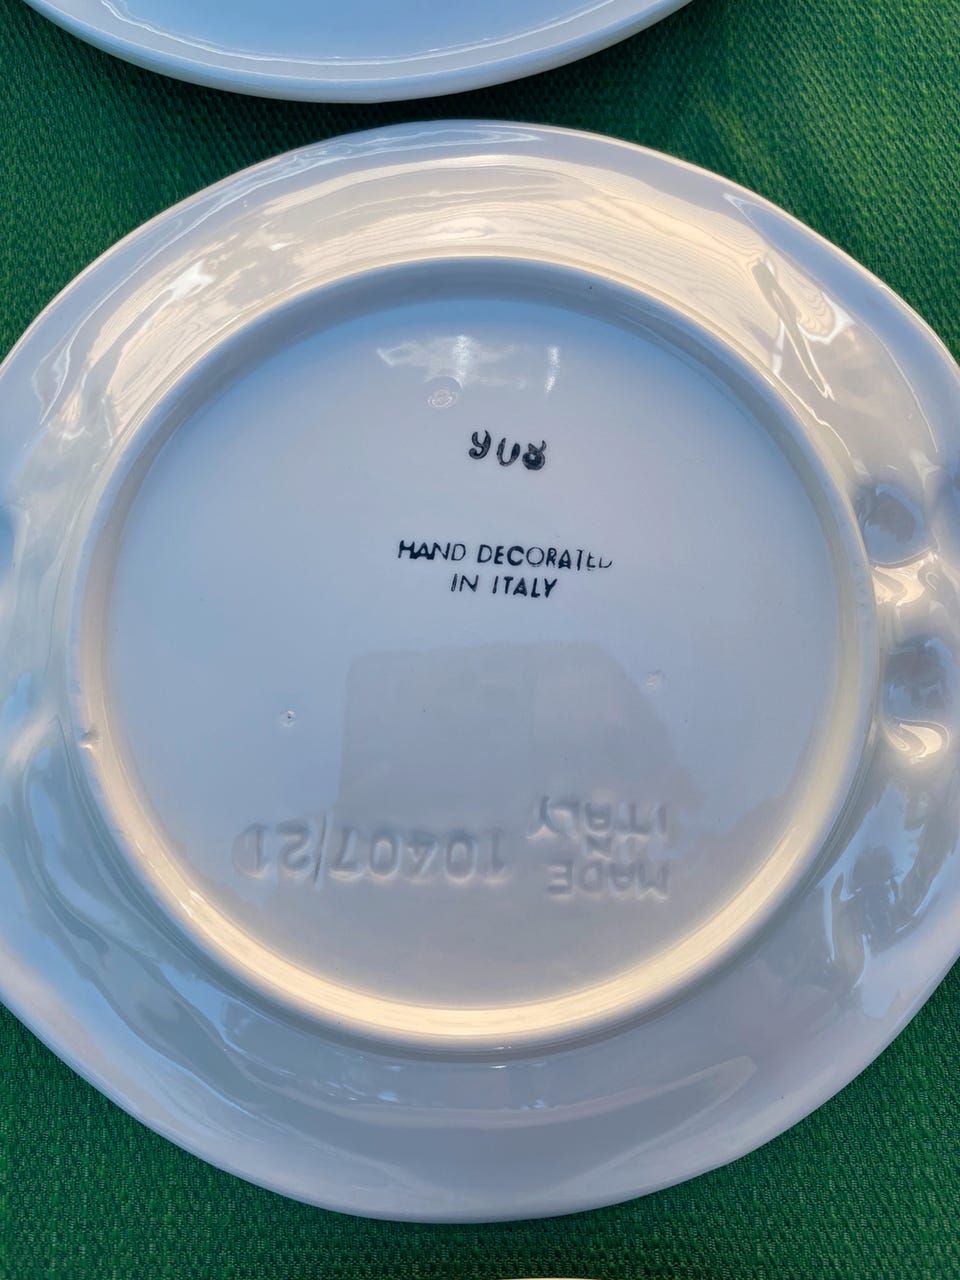 908
HAND DECORATED
IN ITALY
MADE
IN
ITALY
10407/21